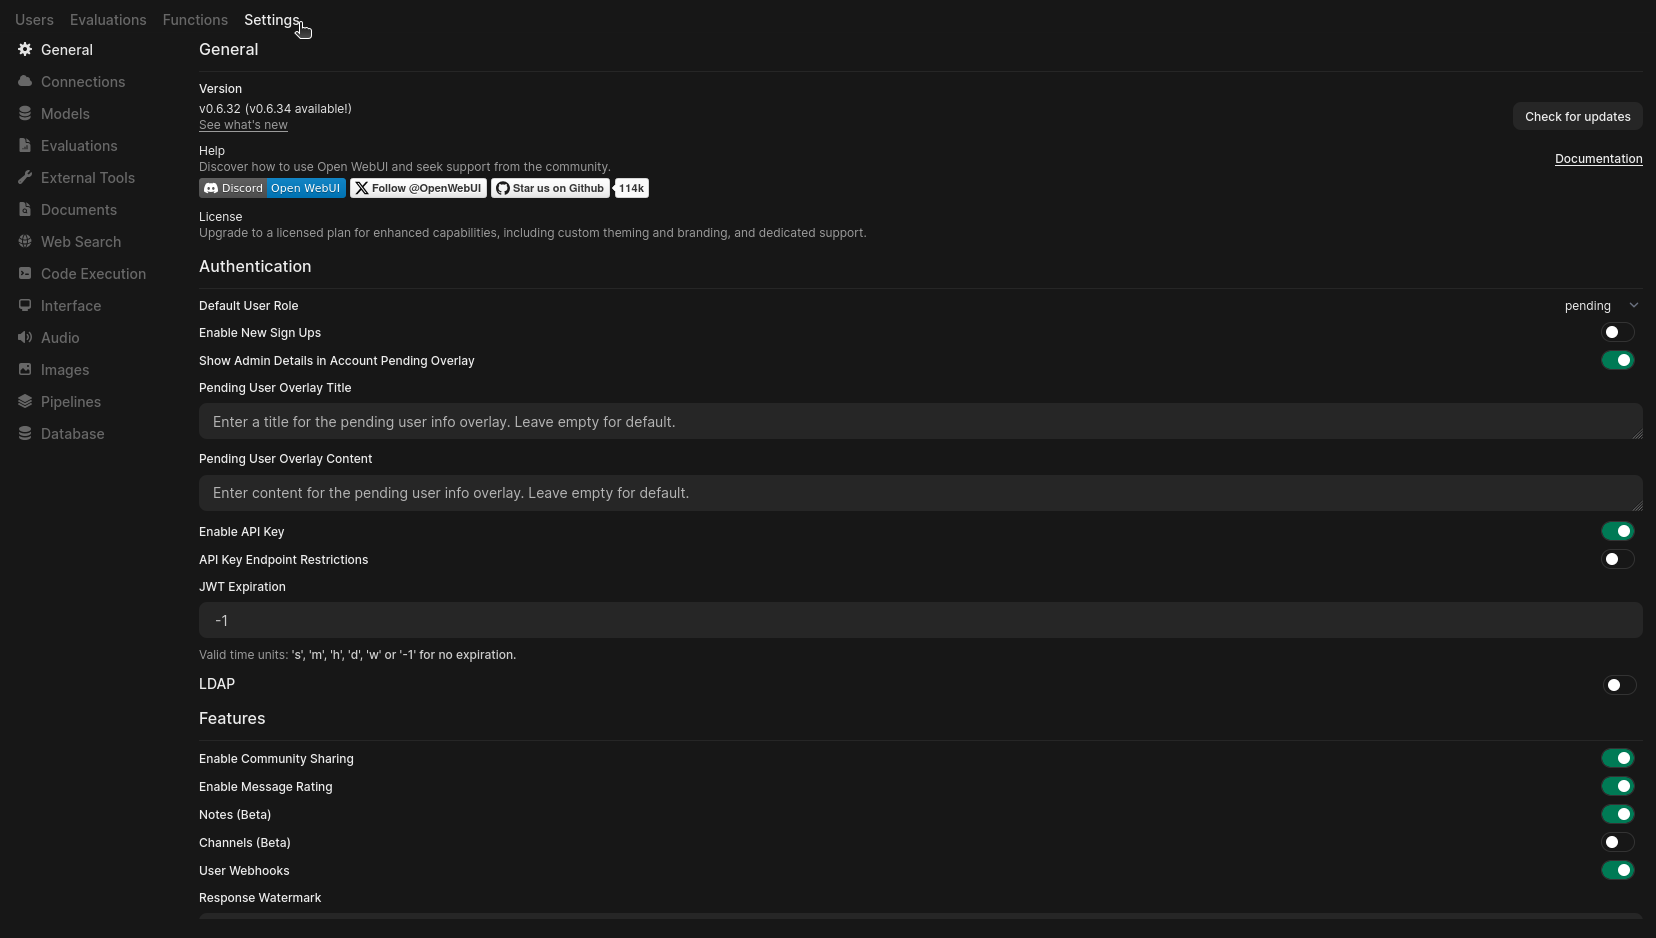 Users Evaluations Functions Settings
General
Connections
Models
Evaluations
External Tools
Documents
Web Search
Code Execution
Interface
Audio
Images
Pipelines
Database
General
Version
v0.6.32 (v0.6.34 available!)
See what's new
Check for updates
Help
Discover how to use Open WebUI and seek support from the community.
Documentation
Discord Open WebUI Follow @OpenWebUI Star us on Github 114k
License
Upgrade to a licensed plan for enhanced capabilities, including custom theming and branding, and dedicated support.
Authentication
Default User Role pending
Enable New Sign Ups
Show Admin Details in Account Pending Overlay
Pending User Overlay Title
Enter a title for the pending user info overlay. Leave empty for default.
Pending User Overlay Content
Enter content for the pending user info overlay. Leave empty for default.
Enable API Key
API Key Endpoint Restrictions
JWT Expiration
-1
Valid time units: 's', 'm', 'h', 'd', 'w' or '-1' for no expiration.
LDAP
Features
Enable Community Sharing
Enable Message Rating
Notes (Beta)
Channels (Beta)
User Webhooks
Response Watermark